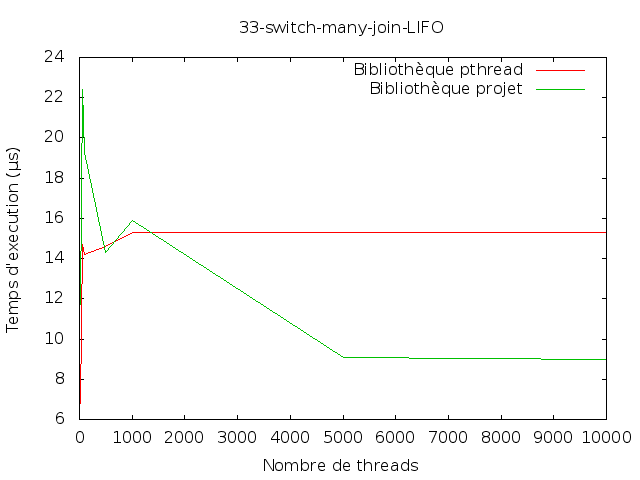 33-switch-many-join-LIFO
Bibliothèque pthread
Bibliothèque projet
Temps d'execution (µs)
24
22
20
18
16
14
12
10
8
6
0 1000 2000 3000 4000 5000 6000 7000 8000 9000 10000
Nombre de threads